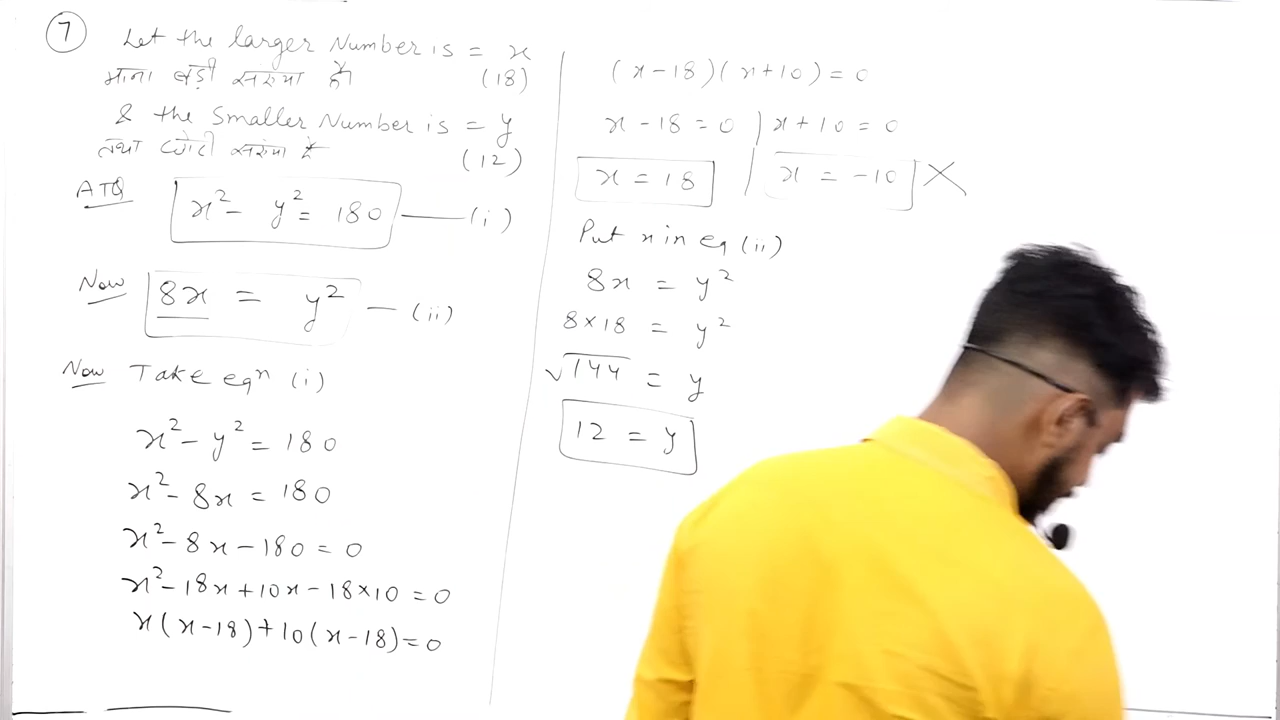 7 Let the larger Number is = x
माना बड़ी संख्या है (18)
& the smaller Number is = y
तथा छोटी संख्या है (12)
ATQ x² - y² = 180 —— (i)
Now 8x = y² — (ii)
Now Take eqn (i)
x² - y² = 180
x² - 8x = 180
x² - 8x - 180 = 0
x² - 18x + 10x - 18×10 = 0
x(x-18) + 10(x-18) = 0
(x-18)(x+10) = 0
x - 18 = 0 | x + 10 = 0
x = 18 | x = -10 ×
Put x in eq (ii)
8x = y²
8×18 = y²
√144 = y
12 = y